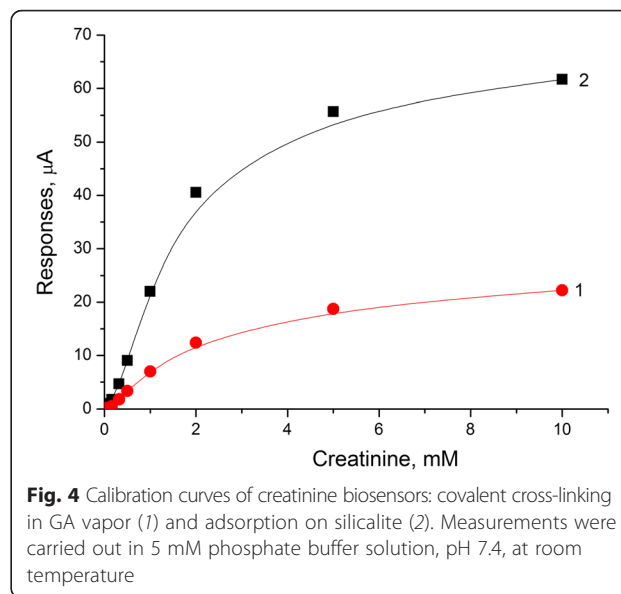 70
60
50
40
30
20
10
0
Responses, μA
2
1
0
2
4
6
8
10
Creatinine, mM
Fig. 4 Calibration curves of creatinine biosensors: covalent cross-linking
in GA vapor (1) and adsorption on silicalite (2). Measurements were
carried out in 5 mM phosphate buffer solution, pH 7.4, at room
temperature